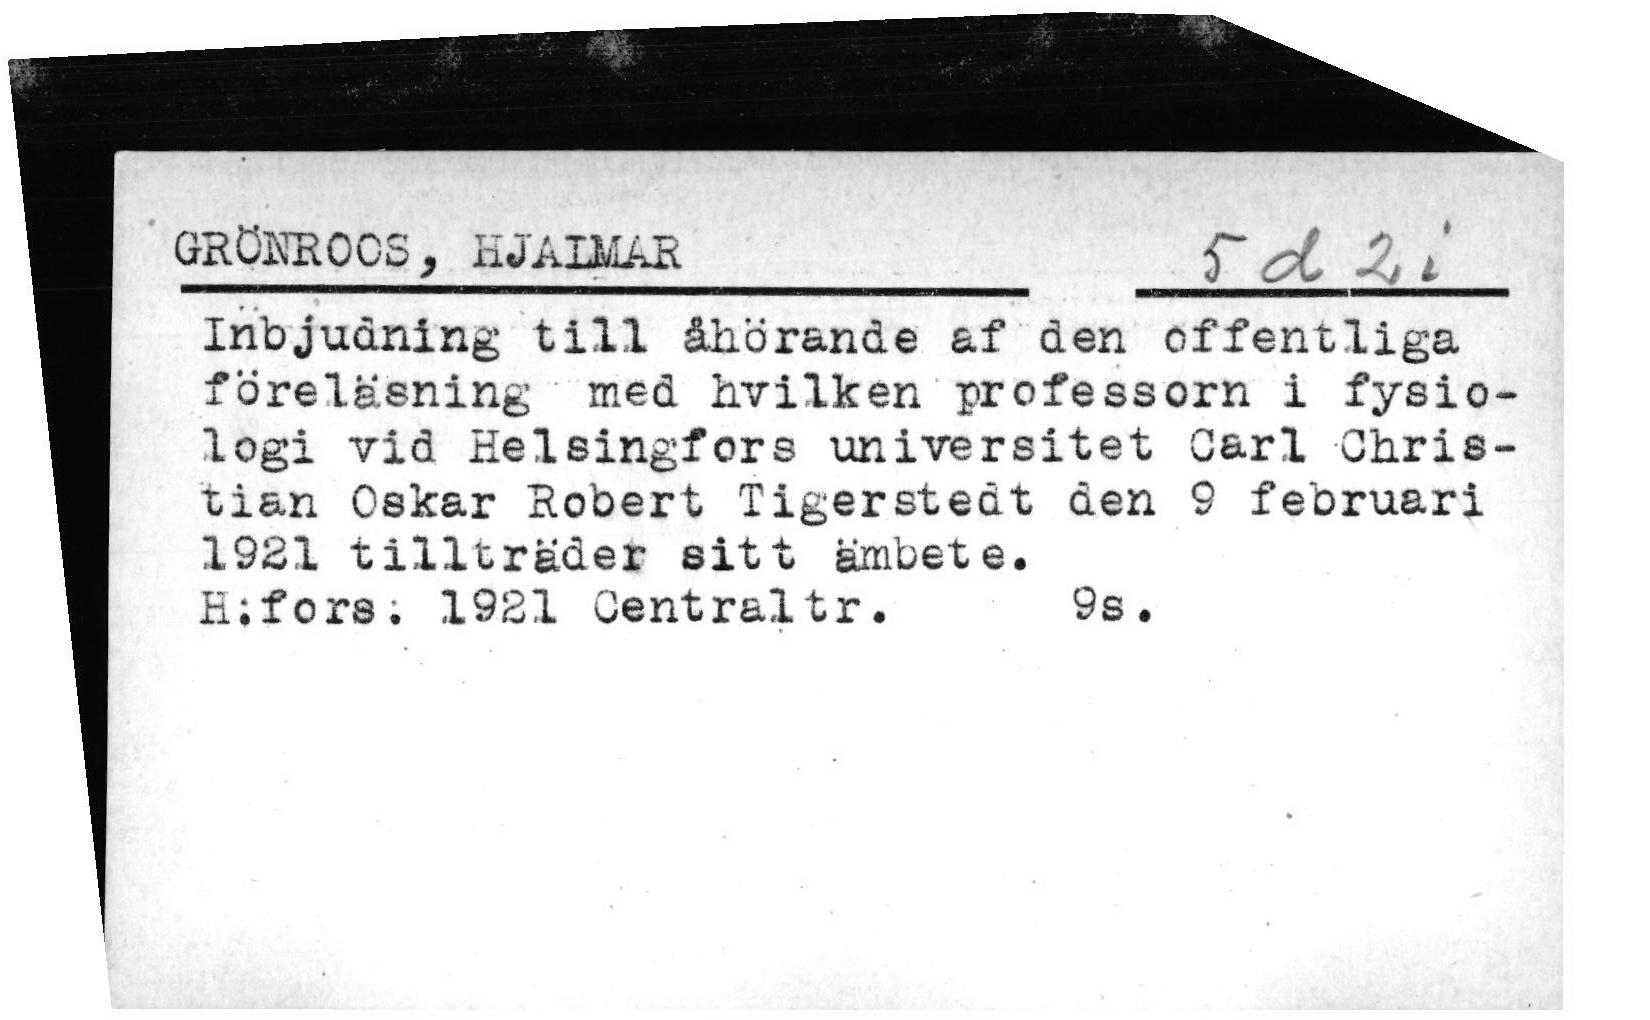 GRÖNROOS, HJALMAR 5 d 2 i
Inbjudning till åhörande af den offentliga
föreläsning med hvilken professorn i fysio-
logi vid Helsingfors universitet Carl Chris-
tian Oskar Robert Tigerstedt den 9 februari
1921 tillträder sitt ämbete.
H:fors: 1921 Centraltr. 9s.